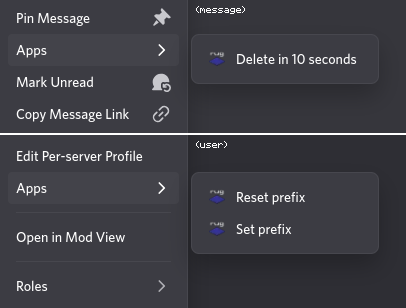 Pin Message
(message)
Apps
Delete in 10 seconds
Mark Unread
Copy Message Link
(user)
Edit Per-server Profile
Apps
Reset prefix
Set prefix
Open in Mod View
Roles